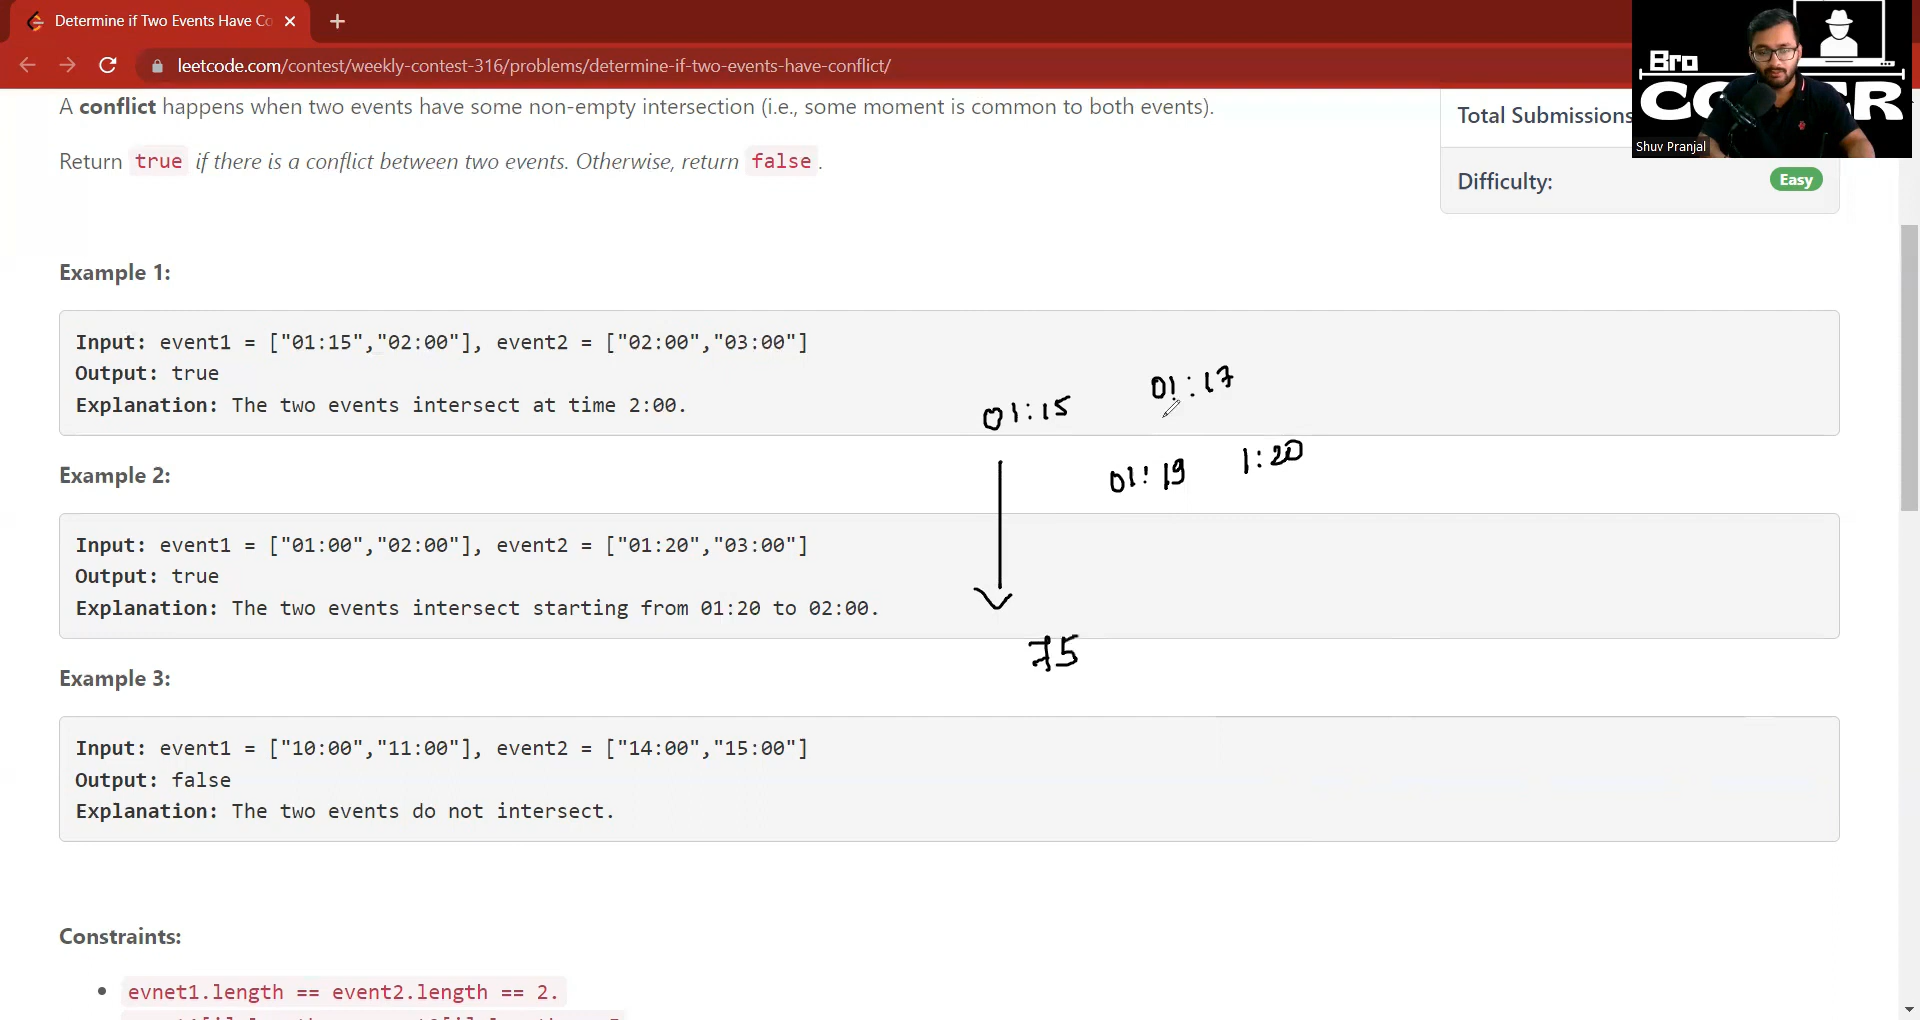 Determine if Two Events Have Co
leetcode.com/contest/weekly-contest-316/problems/determine-if-two-events-have-conflict/
Bro
CODER
Shuv Pranjal
A conflict happens when two events have some non-empty intersection (i.e., some moment is common to both events).
Total Submissions
Return true if there is a conflict between two events. Otherwise, return false.
Difficulty: Easy
Example 1:
Input: event1 = ["01:15","02:00"], event2 = ["02:00","03:00"]
Output: true
Explanation: The two events intersect at time 2:00.
01:15
01:17
01:19
1:20
Example 2:
Input: event1 = ["01:00","02:00"], event2 = ["01:20","03:00"]
Output: true
Explanation: The two events intersect starting from 01:20 to 02:00.
75
Example 3:
Input: event1 = ["10:00","11:00"], event2 = ["14:00","15:00"]
Output: false
Explanation: The two events do not intersect.
Constraints:
evnet1.length == event2.length == 2.